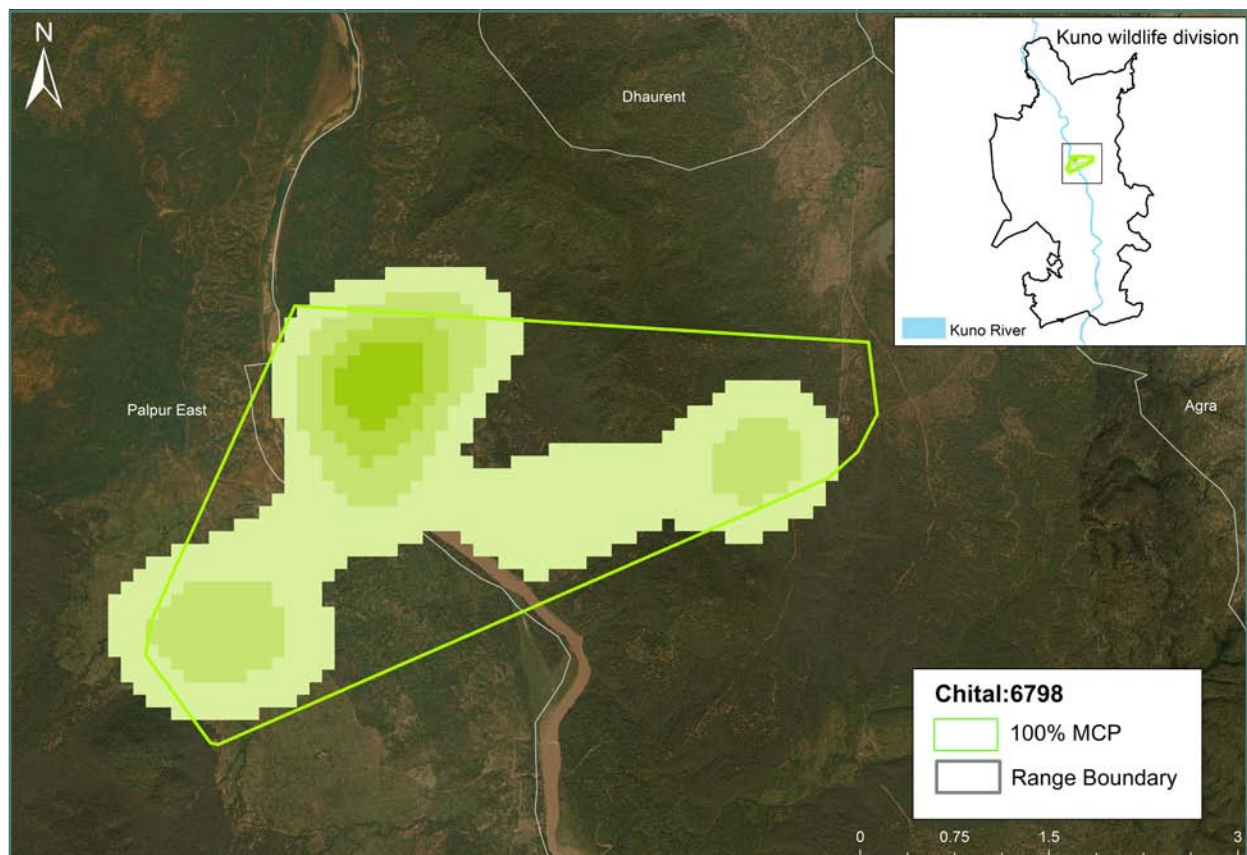 N
Dhaurent
Kuno wildlife division
Kuno River
Palpur East
Agra
Chital:6798
100% MCP
Range Boundary
0 0.75 1.5 3